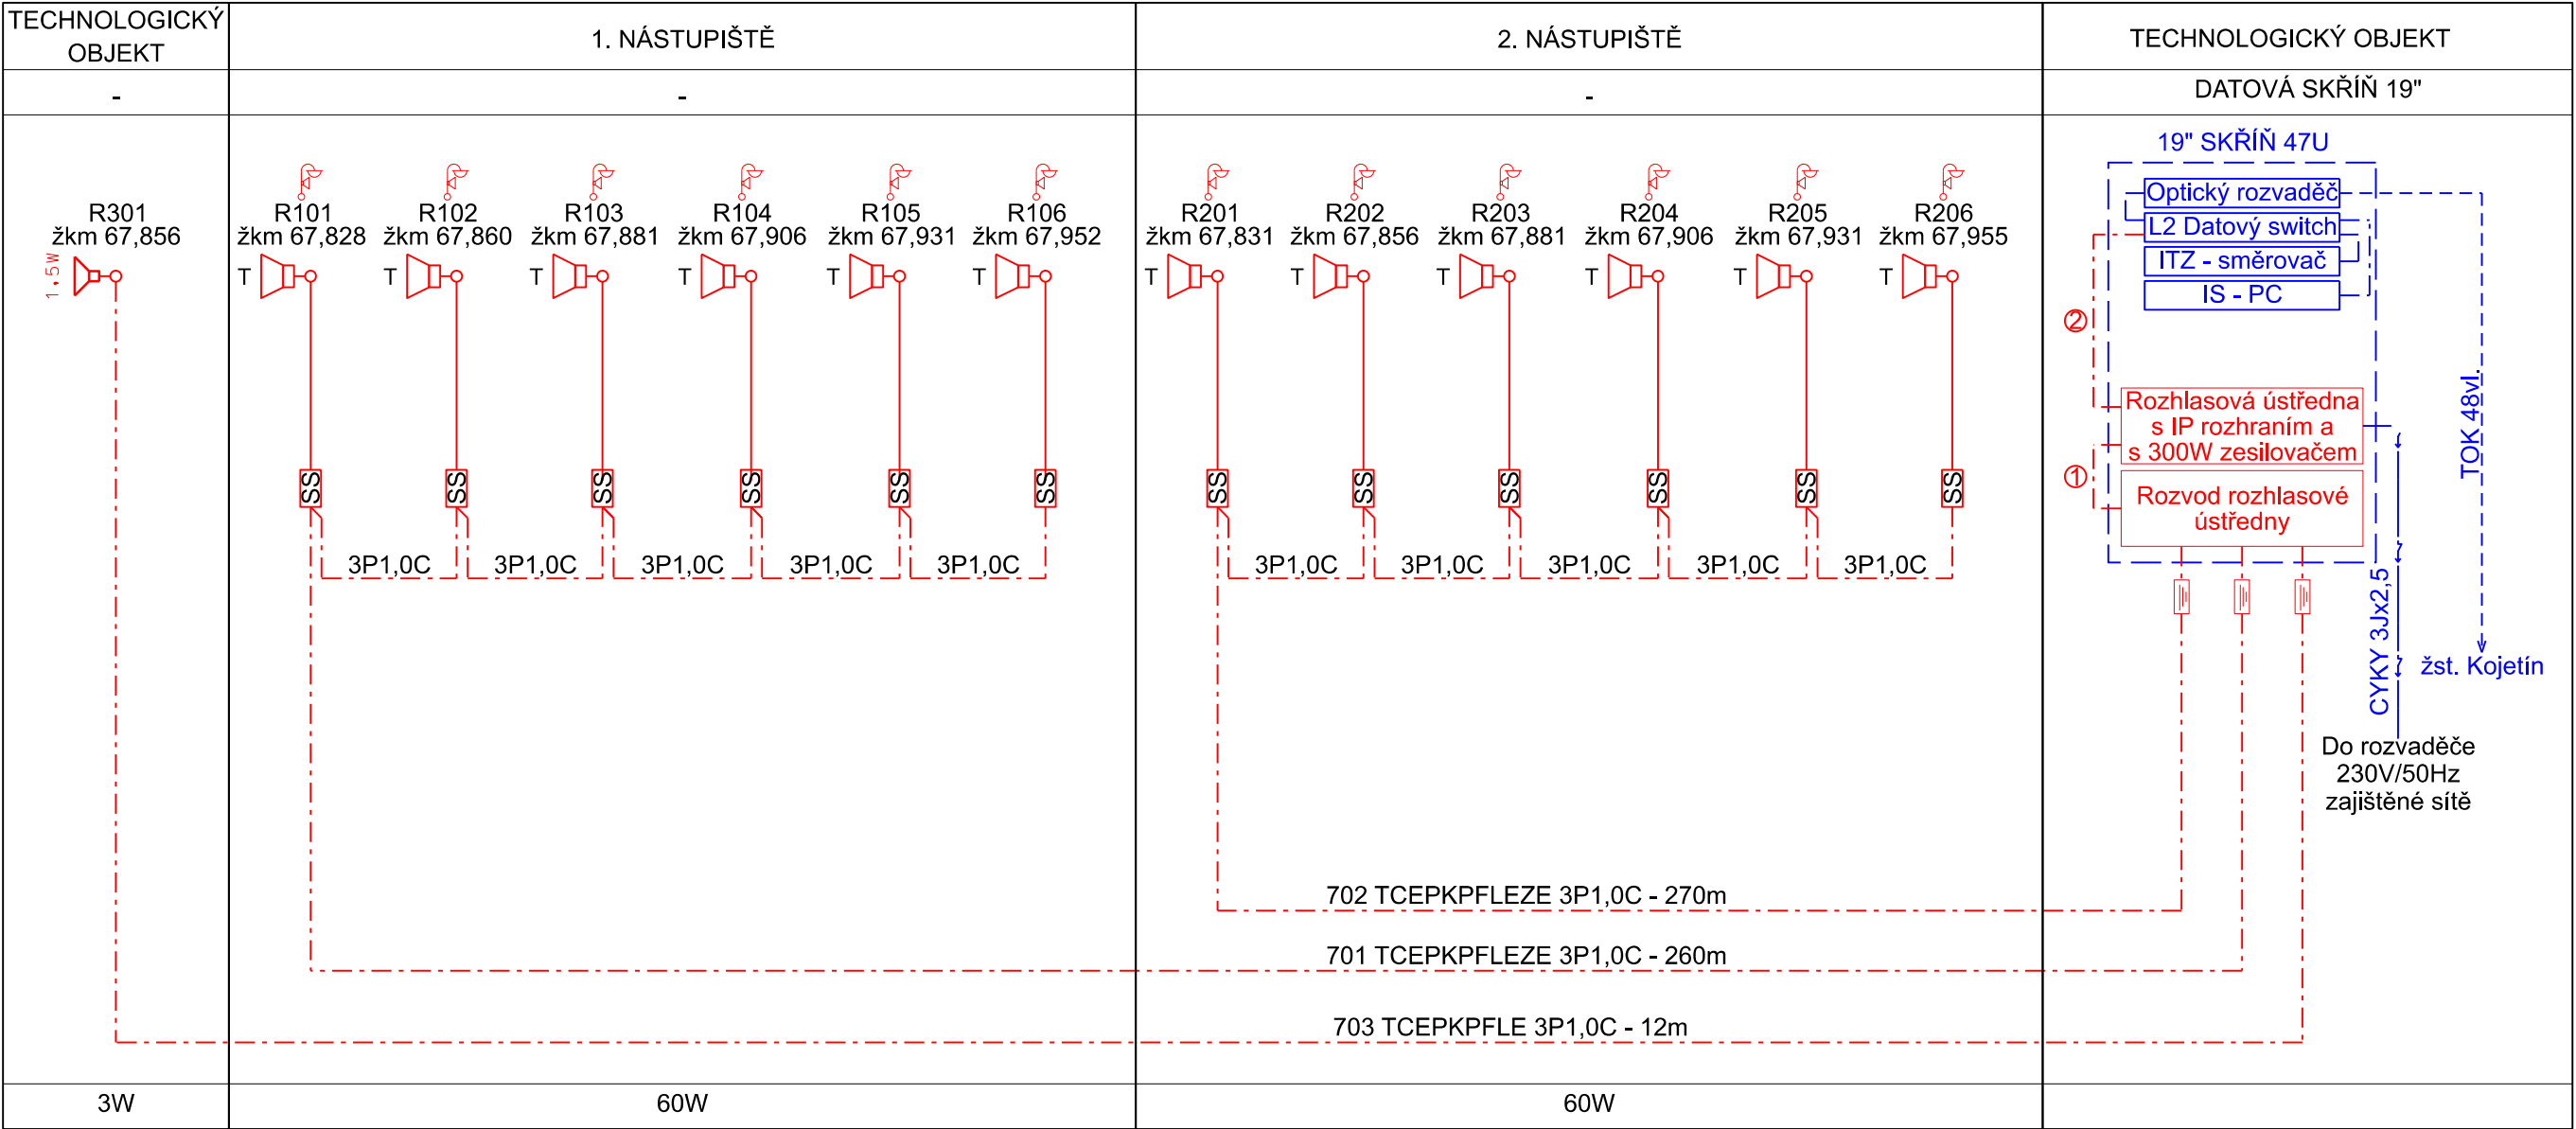 TECHNOLOGICKÝ
OBJEKT
1. NÁSTUPIŠTĚ
2. NÁSTUPIŠTĚ
TECHNOLOGICKÝ OBJEKT
-
-
-
DATOVÁ SKŘÍŇ 19"
R301
žkm 67,856
1,5W
R101
žkm 67,828
T
R102
žkm 67,860
T
R103
žkm 67,881
T
R104
žkm 67,906
T
R105
žkm 67,931
T
R106
žkm 67,952
T
SS
SS
SS
SS
SS
SS
3P1,0C
3P1,0C
3P1,0C
3P1,0C
3P1,0C
R201
žkm 67,831
T
R202
žkm 67,856
T
R203
žkm 67,881
T
R204
žkm 67,906
T
R205
žkm 67,931
T
R206
žkm 67,955
T
SS
SS
SS
SS
SS
SS
3P1,0C
3P1,0C
3P1,0C
3P1,0C
3P1,0C
19" SKŘÍŇ 47U
Optický rozvaděč
L2 Datový switch
ITZ - směrovač
IS - PC
2
Rozhlasová ústředna
s IP rozhraním a
s 300W zesilovačem
1
Rozvod rozhlasové
ústředny
TOK 48vl.
CYKY 3Jx2,5
žst. Kojetín
Do rozvaděče
230V/50Hz
zajištěné sítě
702 TCEPKPFLEZE 3P1,0C - 270m
701 TCEPKPFLEZE 3P1,0C - 260m
703 TCEPKPFLE 3P1,0C - 12m
3W
60W
60W